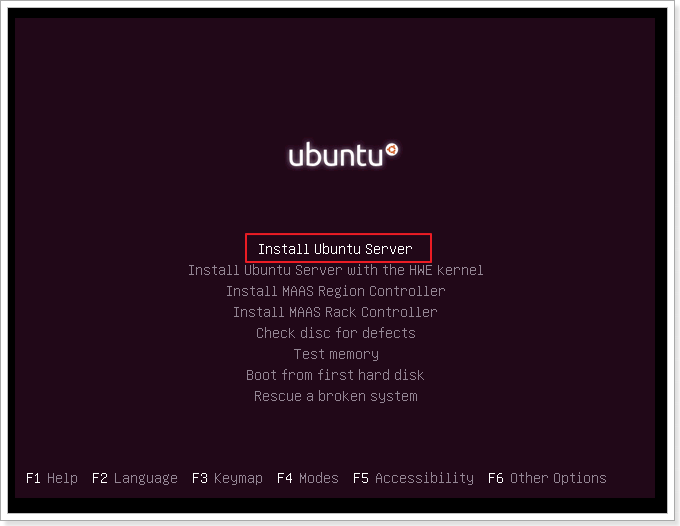 ubuntu
Install Ubuntu Server
Install Ubuntu Server with the HWE kernel
Install MAAS Region Controller
Install MAAS Rack Controller
Check disc for defects
Test memory
Boot from first hard disk
Rescue a broken system
F1 Help F2 Language F3 Keymap F4 Modes F5 Accessibility F6 Other Options